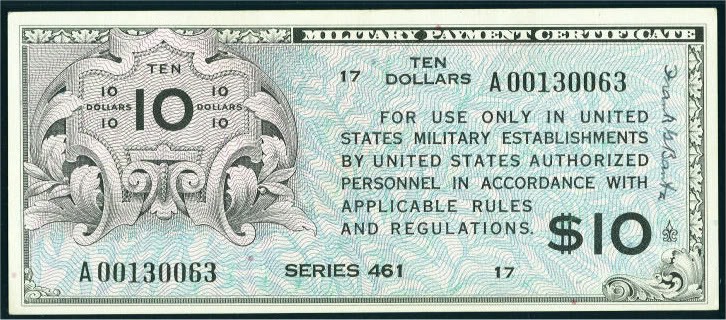 MILITARY PAYMENT CERTIFICATE
TEN
10 10
DOLLARS 10 DOLLARS
10 10
17 TEN DOLLARS A00130063
FOR USE ONLY IN UNITED
STATES MILITARY ESTABLISHMENTS
BY UNITED STATES AUTHORIZED
PERSONNEL IN ACCORDANCE WITH
APPLICABLE RULES
AND REGULATIONS.
$10
A00130063 SERIES 461 17